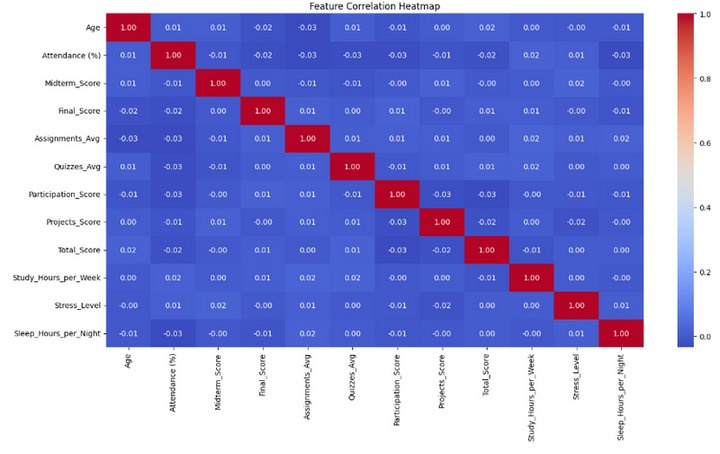 Feature Correlation Heatmap
Age 1.00 0.01 0.01 -0.02 -0.03 0.01 -0.01 0.00 0.02 0.00 -0.00 -0.01 1.0
Attendance (%) 0.01 1.00 -0.01 -0.02 -0.03 -0.03 -0.03 -0.01 -0.02 0.02 0.01 -0.03
Midterm_Score 0.01 -0.01 1.00 0.00 -0.01 -0.01 -0.00 0.01 -0.00 -0.00 0.02 -0.00 0.8
Final_Score -0.02 -0.02 0.00 1.00 0.01 0.00 0.01 -0.00 0.01 0.01 -0.00 -0.01
Assignments_Avg -0.03 -0.03 -0.01 0.01 1.00 0.01 0.01 0.01 0.00 0.02 0.01 0.02 0.6
Quizzes_Avg 0.01 -0.03 -0.01 0.00 0.01 1.00 -0.01 0.01 0.01 0.02 0.00 0.00
Participation_Score -0.01 -0.03 -0.00 0.01 0.01 -0.01 1.00 -0.03 -0.03 -0.00 -0.01 -0.01 0.4
Projects_Score 0.00 -0.01 0.01 -0.00 0.01 0.01 -0.03 1.00 -0.02 0.00 -0.02 -0.00
Total_Score 0.02 -0.02 -0.00 0.01 0.00 0.01 -0.03 -0.02 1.00 -0.01 0.00 0.00
Study_Hours_per_Week 0.00 0.02 -0.00 0.01 0.02 0.02 -0.00 0.00 -0.01 1.00 0.00 -0.00 0.2
Stress_Level -0.00 0.01 0.02 -0.00 0.01 0.00 -0.01 -0.02 0.00 0.00 1.00 0.01
Sleep_Hours_per_Night -0.01 -0.03 -0.00 -0.01 0.02 0.00 -0.01 -0.00 0.00 -0.00 0.01 1.00 0.0
Age
Attendance (%)
Midterm_Score
Final_Score
Assignments_Avg
Quizzes_Avg
Participation_Score
Projects_Score
Total_Score
Study_Hours_per_Week
Stress_Level
Sleep_Hours_per_Night